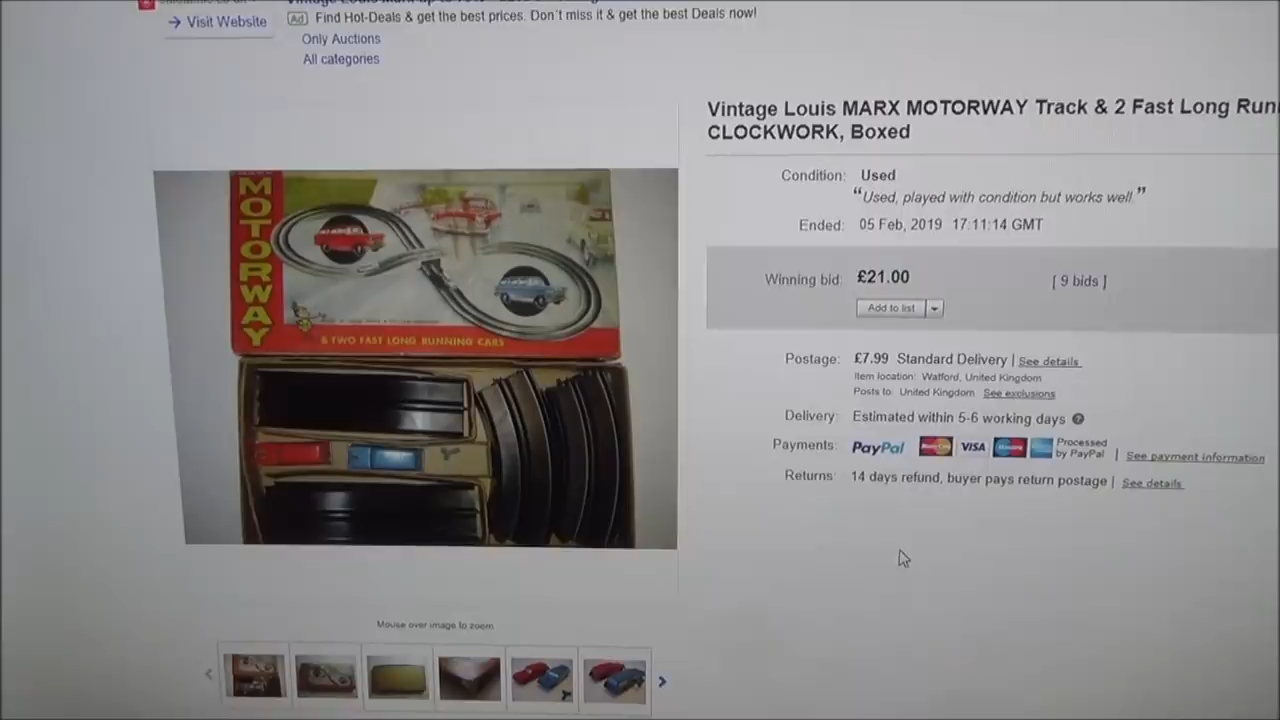 → Visit Website
Ad Find Hot-Deals & get the best prices. Don't miss it & get the best Deals now!
Only Auctions
All categories
Vintage Louis MARX MOTORWAY Track & 2 Fast Long Run
CLOCKWORK, Boxed
Condition: Used
“Used, played with condition but works well.”
Ended: 05 Feb, 2019 17:11:14 GMT
Winning bid: £21.00 [ 9 bids ]
Add to list
Postage: £7.99 Standard Delivery | See details
Item location: Watford, United Kingdom
Posts to: United Kingdom See exclusions
Delivery: Estimated within 5-6 working days ?
Payments: PayPal MasterCard VISA Maestro Processed by PayPal | See payment information
Returns: 14 days refund, buyer pays return postage | See details
MOTORWAY
& TWO FAST LONG RUNNING CARS
Mouse over image to zoom